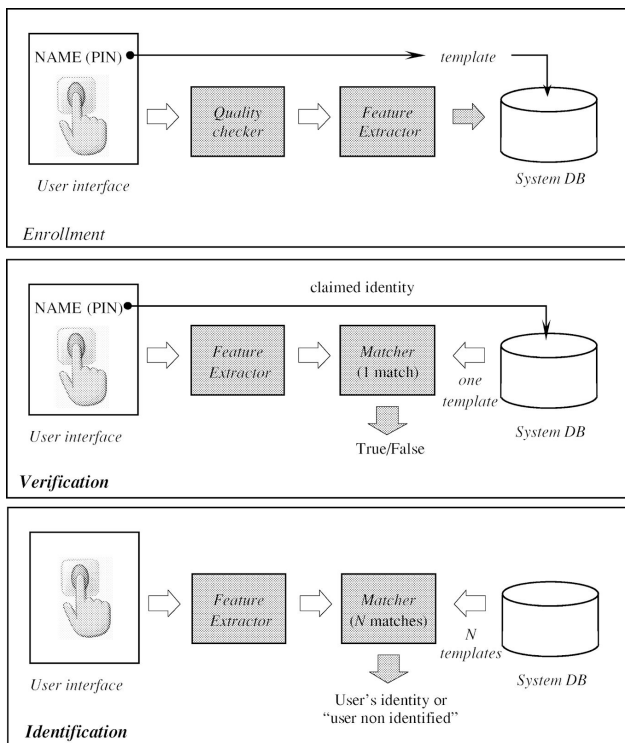 NAME (PIN)
template
Quality
checker
Feature
Extractor
User interface
System DB
Enrollment
claimed identity
NAME (PIN)
Feature
Extractor
Matcher
(1 match)
one
template
User interface
True/False
System DB
Verification
Feature
Extractor
Matcher
(N matches)
N
templates
User interface
System DB
User's identity or
“user non identified”
Identification